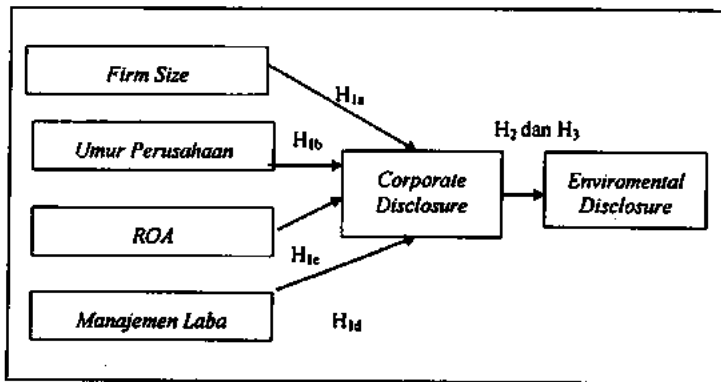 Firm Size
H1a
Umur Perusahaan
H1b
H2 dan H3
Corporate
Disclosure
Enviromental
Disclosure
ROA
H1c
Manajemen Laba
H1d